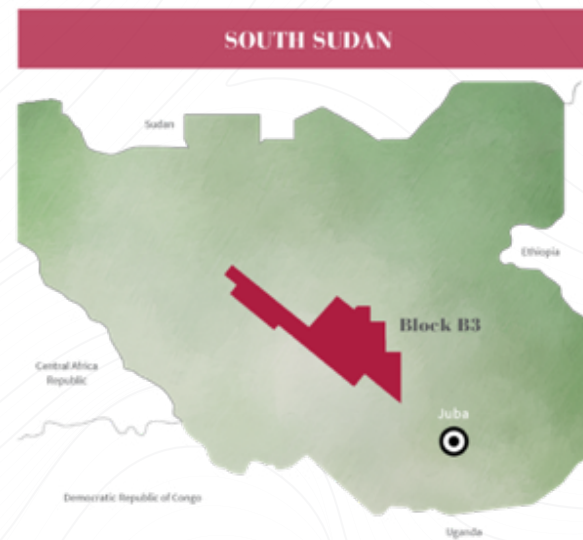 SOUTH SUDAN
Sudan
Ethiopia
Block B3
Central Africa
Republic
Juba
Democratic Republic of Congo
Uganda